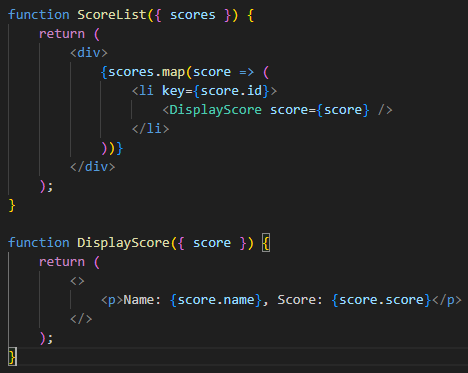 function ScoreList({ scores }) {
    return (
        <div>
            {scores.map(score => (
                <li key={score.id}>
                    <DisplayScore score={score} />
                </li>
            ))}
        </div>
    );
}

function DisplayScore({ score }) {
    return (
        <>
            <p>Name: {score.name}, Score: {score.score}</p>
        </>
    );
}